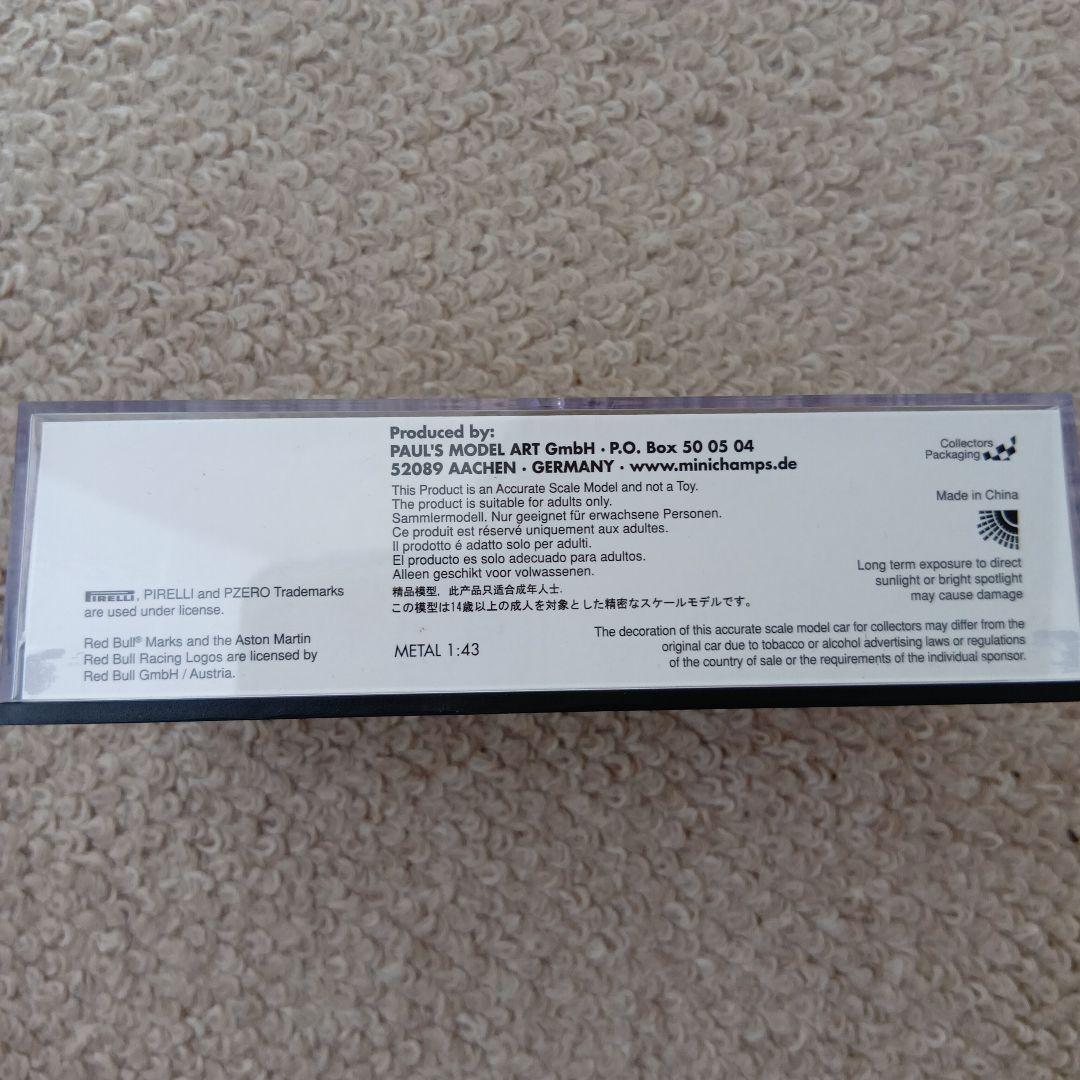 Produced by:
PAUL'S MODEL ART GmbH · P.O. Box 50 05 04
52089 AACHEN · GERMANY · www.minichamps.de
This Product is an Accurate Scale Model and not a Toy.
The product is suitable for adults only.
Sammlermodell. Nur geeignet für erwachsene Personen.
Ce produit est réservé uniquement aux adultes.
Il prodotto é adatto solo per adulti.
El producto es solo adecuado para adultos.
Alleen geschikt voor volwassenen.
精品模型, 此产品只适合成年人士.
この模型は14歳以上の成人を対象とした精密なスケールモデルです。
METAL 1:43
PIRELLI, PIRELLI and PZERO Trademarks
are used under license.
Red Bull® Marks and the Aston Martin
Red Bull Racing Logos are licensed by
Red Bull GmbH / Austria.
Collectors
Packaging
Made in China
Long term exposure to direct
sunlight or bright spotlight
may cause damage
The decoration of this accurate scale model car for collectors may differ from the
original car due to tobacco or alcohol advertising laws or regulations
of the country of sale or the requirements of the individual sponsor.